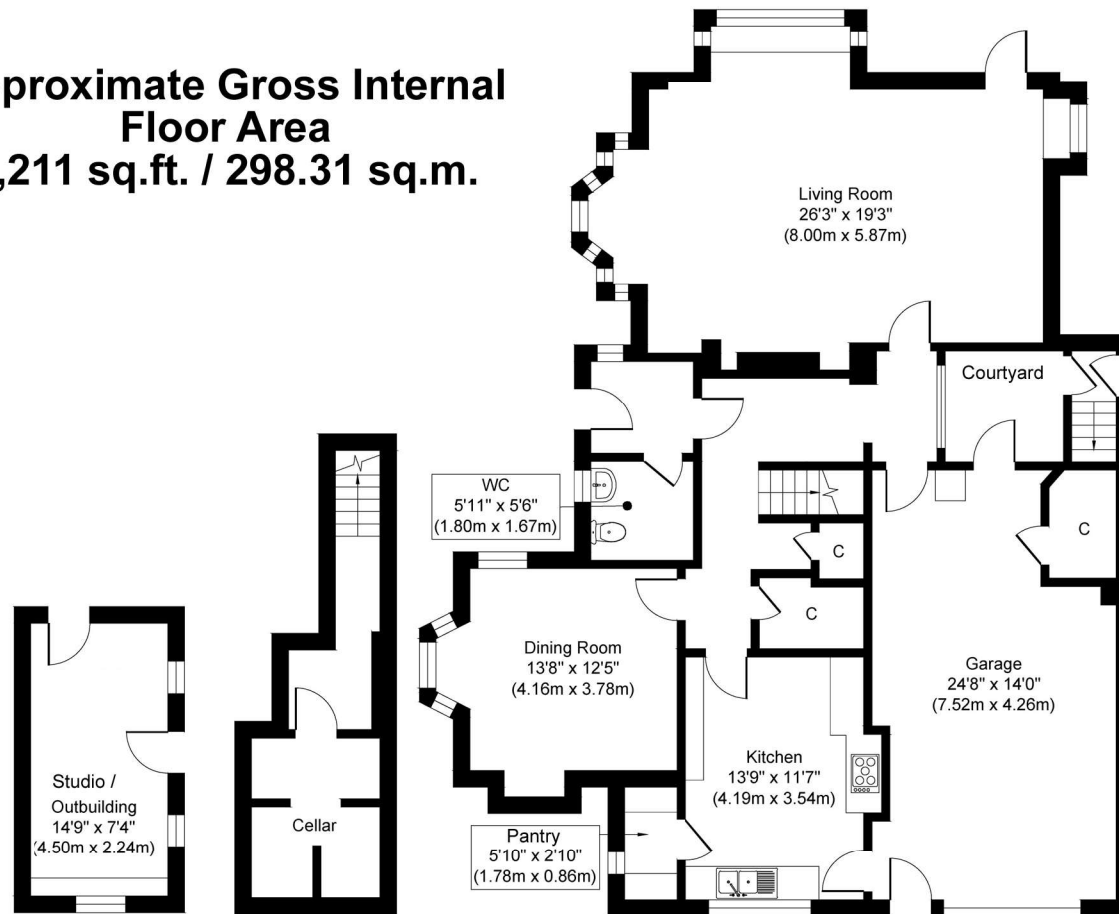 proximate Gross Internal
Floor Area
,211 sq.ft. / 298.31 sq.m.
Living Room
26'3" x 19'3"
(8.00m x 5.87m)
Courtyard
WC
5'11" x 5'6"
(1.80m x 1.67m)
C
C
C
Dining Room
13'8" x 12'5"
(4.16m x 3.78m)
Garage
24'8" x 14'0"
(7.52m x 4.26m)
Kitchen
13'9" x 11'7"
(4.19m x 3.54m)
Studio /
Outbuilding
14'9" x 7'4"
(4.50m x 2.24m)
Cellar
Pantry
5'10" x 2'10"
(1.78m x 0.86m)